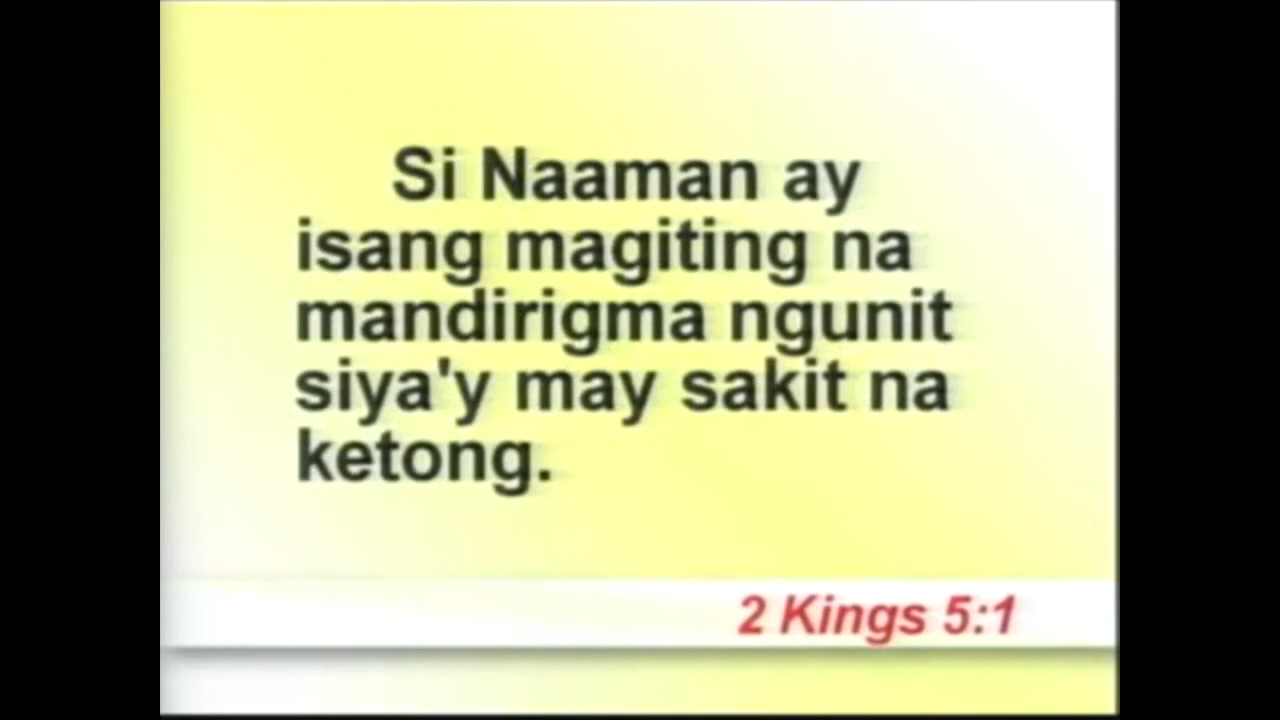 Si Naaman ay
isang magiting na
mandirigma ngunit
siya'y may sakit na
ketong.
2 Kings 5:1